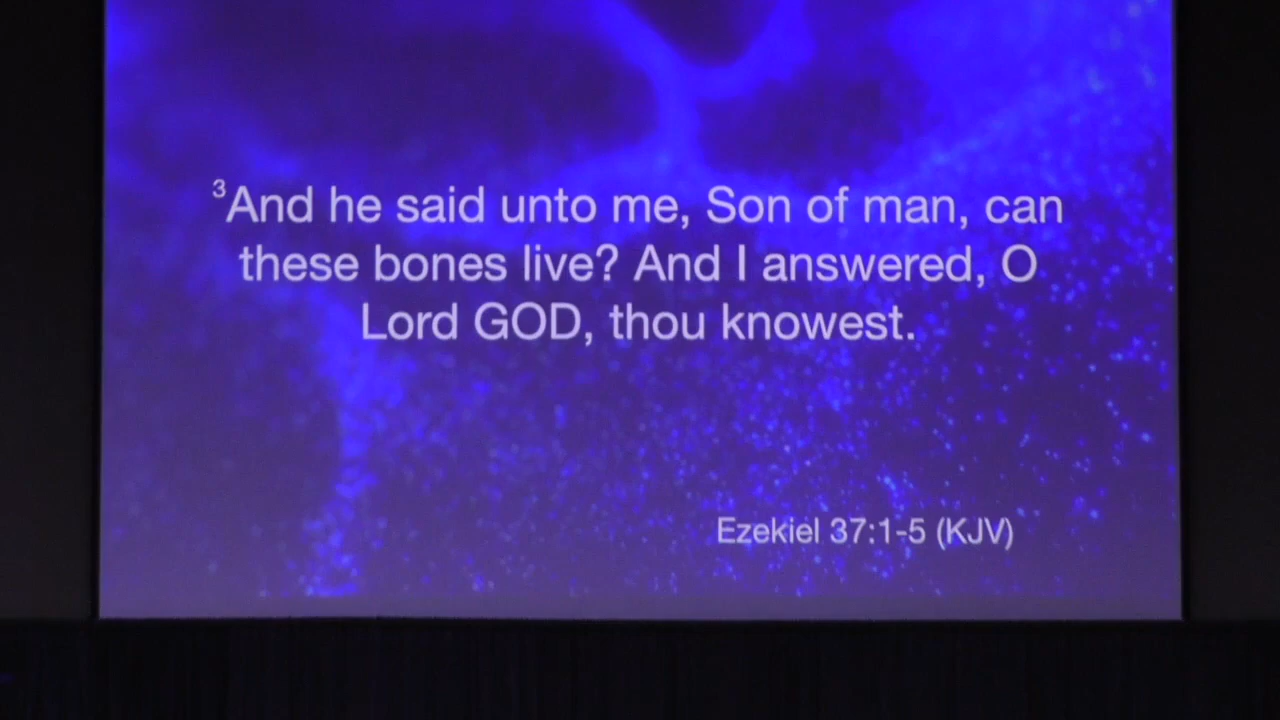 ³And he said unto me, Son of man, can
these bones live? And I answered, O
Lord GOD, thou knowest.
Ezekiel 37:1-5 (KJV)